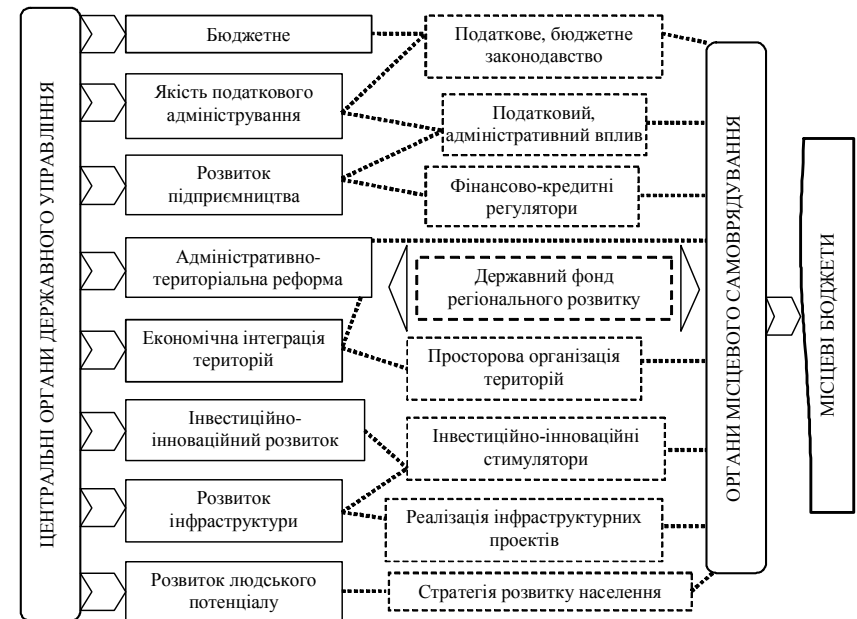 ЦЕНТРАЛЬНІ ОРГАНИ ДЕРЖАВНОГО УПРАВЛІННЯ
Бюджетне
Якість податкового
адміністрування
Розвиток
підприємництва
Адміністративно-
територіальна реформа
Економічна інтеграція
територій
Інвестиційно-
інноваційний розвиток
Розвиток
інфраструктури
Розвиток людського
потенціалу
Податкове, бюджетне
законодавство
Податковий,
адміністративний вплив
Фінансово-кредитні
регулятори
Державний фонд
регіонального розвитку
Просторова організація
територій
Інвестиційно-інноваційні
стимулятори
Реалізація інфраструктурних
проектів
Стратегія розвитку населення
ОРГАНИ МІСЦЕВОГО САМОВРЯДУВАННЯ
МІСЦЕВІ БЮДЖЕТИ